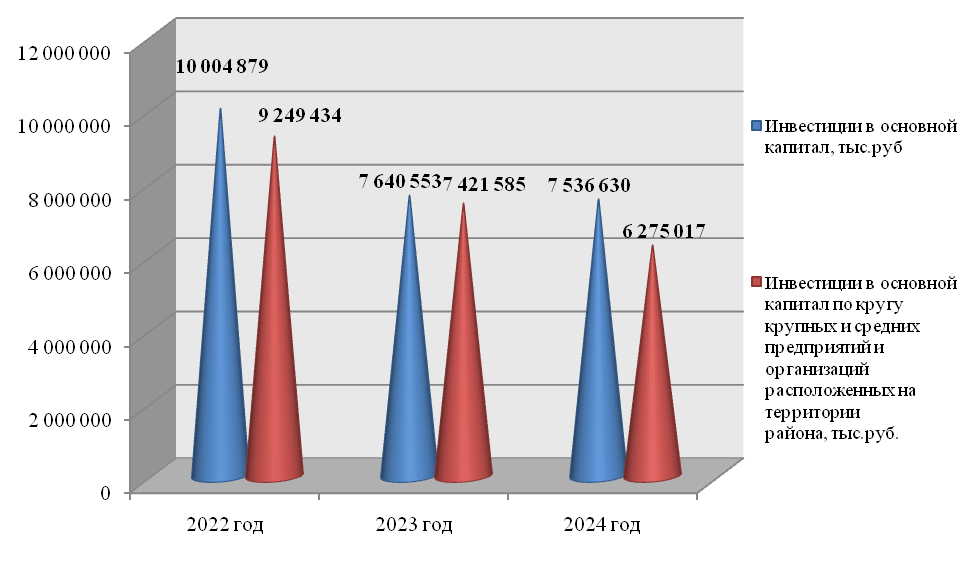 12 000 000
10 000 000
8 000 000
6 000 000
4 000 000
2 000 000
0
10 004 879
9 249 434
7 640 553
7 421 585
7 536 630
6 275 017
2022 год
2023 год
2024 год
Инвестиции в основной
капитал, тыс.руб
Инвестиции в основной
капитал по кругу
крупных и средних
предприятий и
организаций
расположенных на
территории
района, тыс.руб.